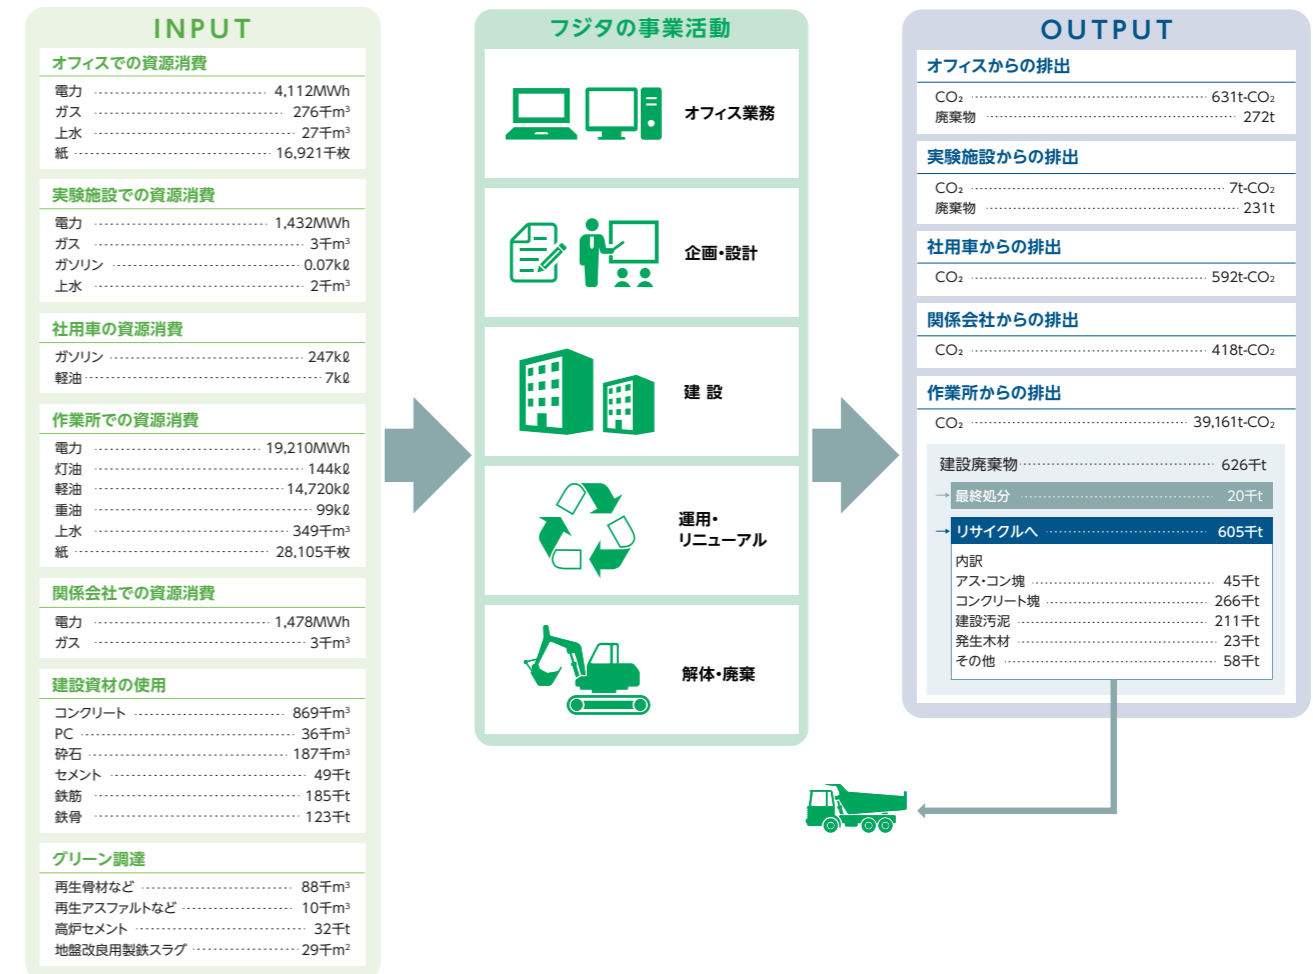 INPUT
オフィスでの資源消費
電力 4,112MWh
ガス 276千m³
上水 27千m³
紙 16,921千枚
実験施設での資源消費
電力 1,432MWh
ガス 3千m³
ガソリン 0.07kℓ
上水 2千m³
社用車の資源消費
ガソリン 247kℓ
軽油 7kℓ
作業所での資源消費
電力 19,210MWh
灯油 144kℓ
軽油 14,720kℓ
重油 99kℓ
上水 349千m³
紙 28,105千枚
関係会社での資源消費
電力 1,478MWh
ガス 3千m³
建設資材の使用
コンクリート 869千m³
PC 36千m³
砕石 187千m³
セメント 49千t
鉄筋 185千t
鉄骨 123千t
グリーン調達
再生骨材など 88千m³
再生アスファルトなど 10千m³
高炉セメント 32千t
地盤改良用製鉄スラグ 29千m²
フジタの事業活動
オフィス業務
企画・設計
建 設
運用・
リニューアル
解体・廃棄
OUTPUT
オフィスからの排出
CO₂ 631t-CO₂
廃棄物 272t
実験施設からの排出
CO₂ 7t-CO₂
廃棄物 231t
社用車からの排出
CO₂ 592t-CO₂
関係会社からの排出
CO₂ 418t-CO₂
作業所からの排出
CO₂ 39,161t-CO₂
建設廃棄物 626千t
→ 最終処分 20千t
→ リサイクルへ 605千t
内訳
アス・コン塊 45千t
コンクリート塊 266千t
建設汚泥 211千t
発生木材 23千t
その他 58千t